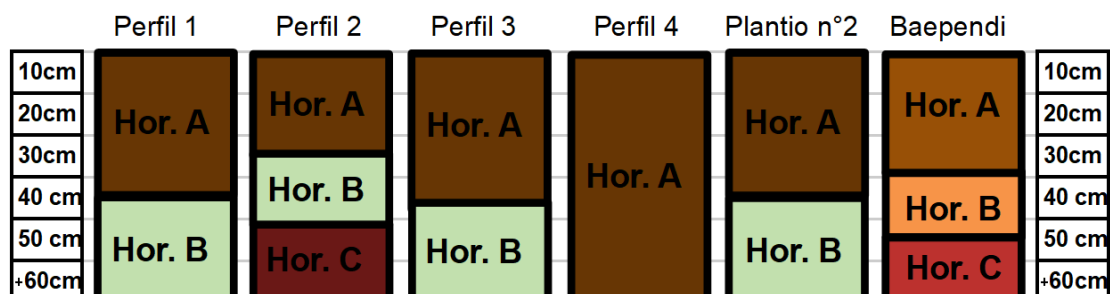 Perfil 1 Perfil 2 Perfil 3 Perfil 4 Plantio n°2 Baependi
10cm
20cm
30cm
40 cm
50 cm
+60cm
Hor. A
Hor. B
Hor. A
Hor. B
Hor. C
Hor. A
Hor. B
Hor. A
Hor. A
Hor. B
Hor. A
Hor. B
Hor. C
10cm
20cm
30cm
40 cm
50 cm
+60cm